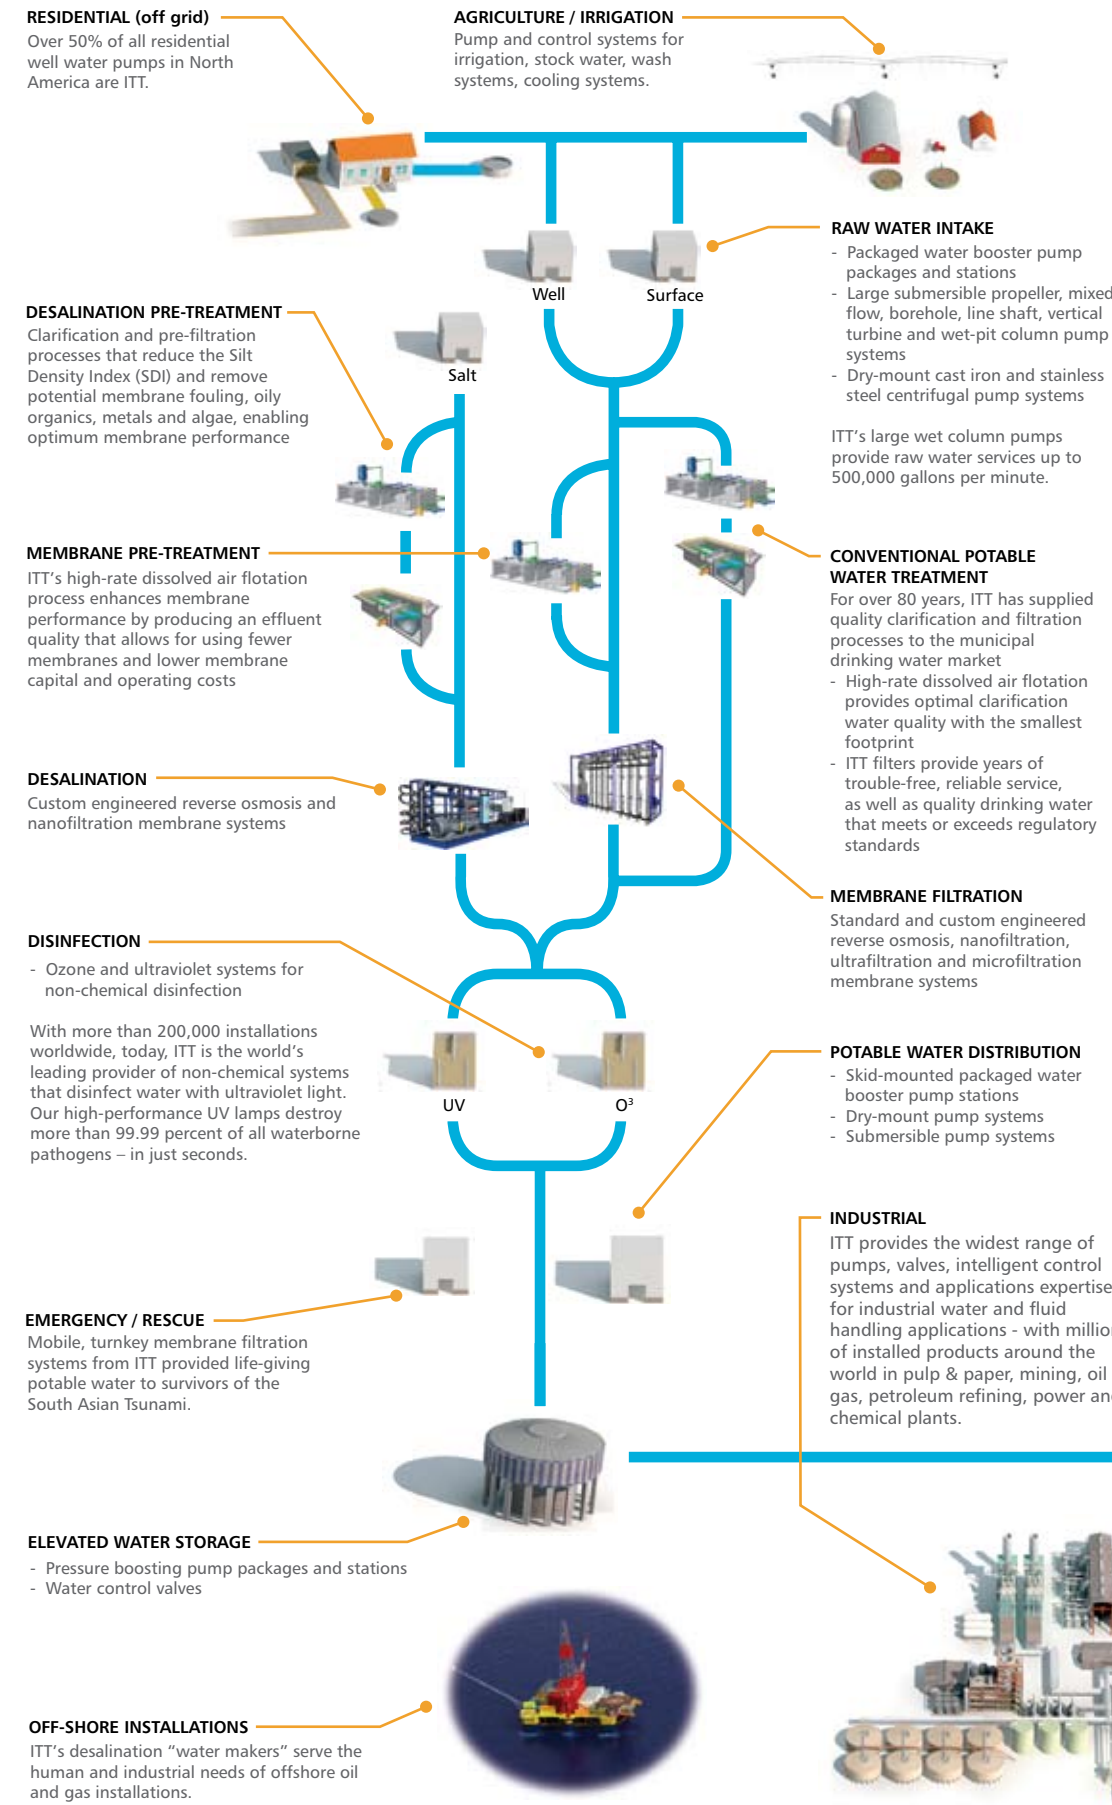 RESIDENTIAL (off grid)
Over 50% of all residential
well water pumps in North
America are ITT.
AGRICULTURE / IRRIGATION
Pump and control systems for
irrigation, stock water, wash
systems, cooling systems.
RAW WATER INTAKE
- Packaged water booster pump
packages and stations
- Large submersible propeller, mixed
flow, borehole, line shaft, vertical
turbine and wet-pit column pump
systems
- Dry-mount cast iron and stainless
steel centrifugal pump systems
ITT's large wet column pumps
provide raw water services up to
500,000 gallons per minute.
Well
Surface
DESALINATION PRE-TREATMENT
Clarification and pre-filtration
processes that reduce the Silt
Density Index (SDI) and remove
potential membrane fouling, oily
organics, metals and algae, enabling
optimum membrane performance
Salt
MEMBRANE PRE-TREATMENT
ITT's high-rate dissolved air flotation
process enhances membrane
performance by producing an effluent
quality that allows for using fewer
membranes and lower membrane
capital and operating costs
CONVENTIONAL POTABLE
WATER TREATMENT
For over 80 years, ITT has supplied
quality clarification and filtration
processes to the municipal
drinking water market
- High-rate dissolved air flotation
provides optimal clarification
water quality with the smallest
footprint
- ITT filters provide years of
trouble-free, reliable service,
as well as quality drinking water
that meets or exceeds regulatory
standards
DESALINATION
Custom engineered reverse osmosis and
nanofiltration membrane systems
MEMBRANE FILTRATION
Standard and custom engineered
reverse osmosis, nanofiltration,
ultrafiltration and microfiltration
membrane systems
DISINFECTION
- Ozone and ultraviolet systems for
non-chemical disinfection
With more than 200,000 installations
worldwide, today, ITT is the world's
leading provider of non-chemical systems
that disinfect water with ultraviolet light.
Our high-performance UV lamps destroy
more than 99.99 percent of all waterborne
pathogens – in just seconds.
UV
O³
POTABLE WATER DISTRIBUTION
- Skid-mounted packaged water
booster pump stations
- Dry-mount pump systems
- Submersible pump systems
INDUSTRIAL
ITT provides the widest range of
pumps, valves, intelligent control
systems and applications expertise
for industrial water and fluid
handling applications - with million
of installed products around the
world in pulp & paper, mining, oil
gas, petroleum refining, power an
chemical plants.
EMERGENCY / RESCUE
Mobile, turnkey membrane filtration
systems from ITT provided life-giving
potable water to survivors of the
South Asian Tsunami.
ELEVATED WATER STORAGE
- Pressure boosting pump packages and stations
- Water control valves
OFF-SHORE INSTALLATIONS
ITT's desalination "water makers" serve the
human and industrial needs of offshore oil
and gas installations.